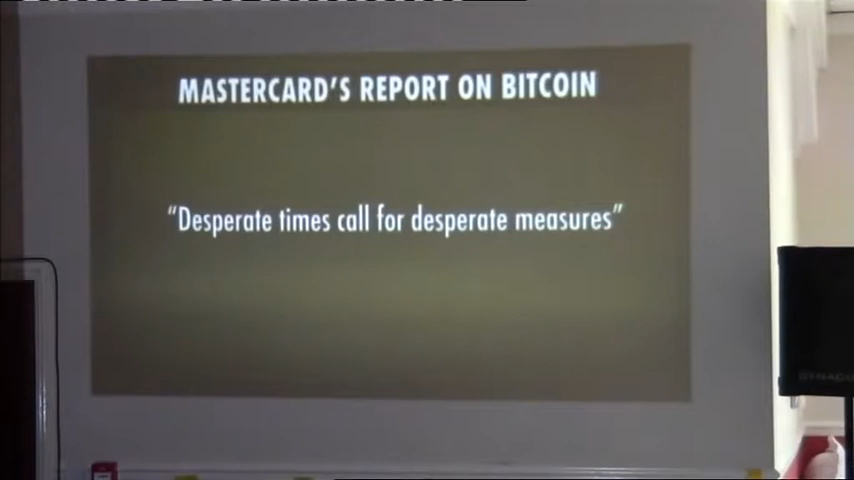 MASTERCARD'S REPORT ON BITCOIN
“Desperate times call for desperate measures”